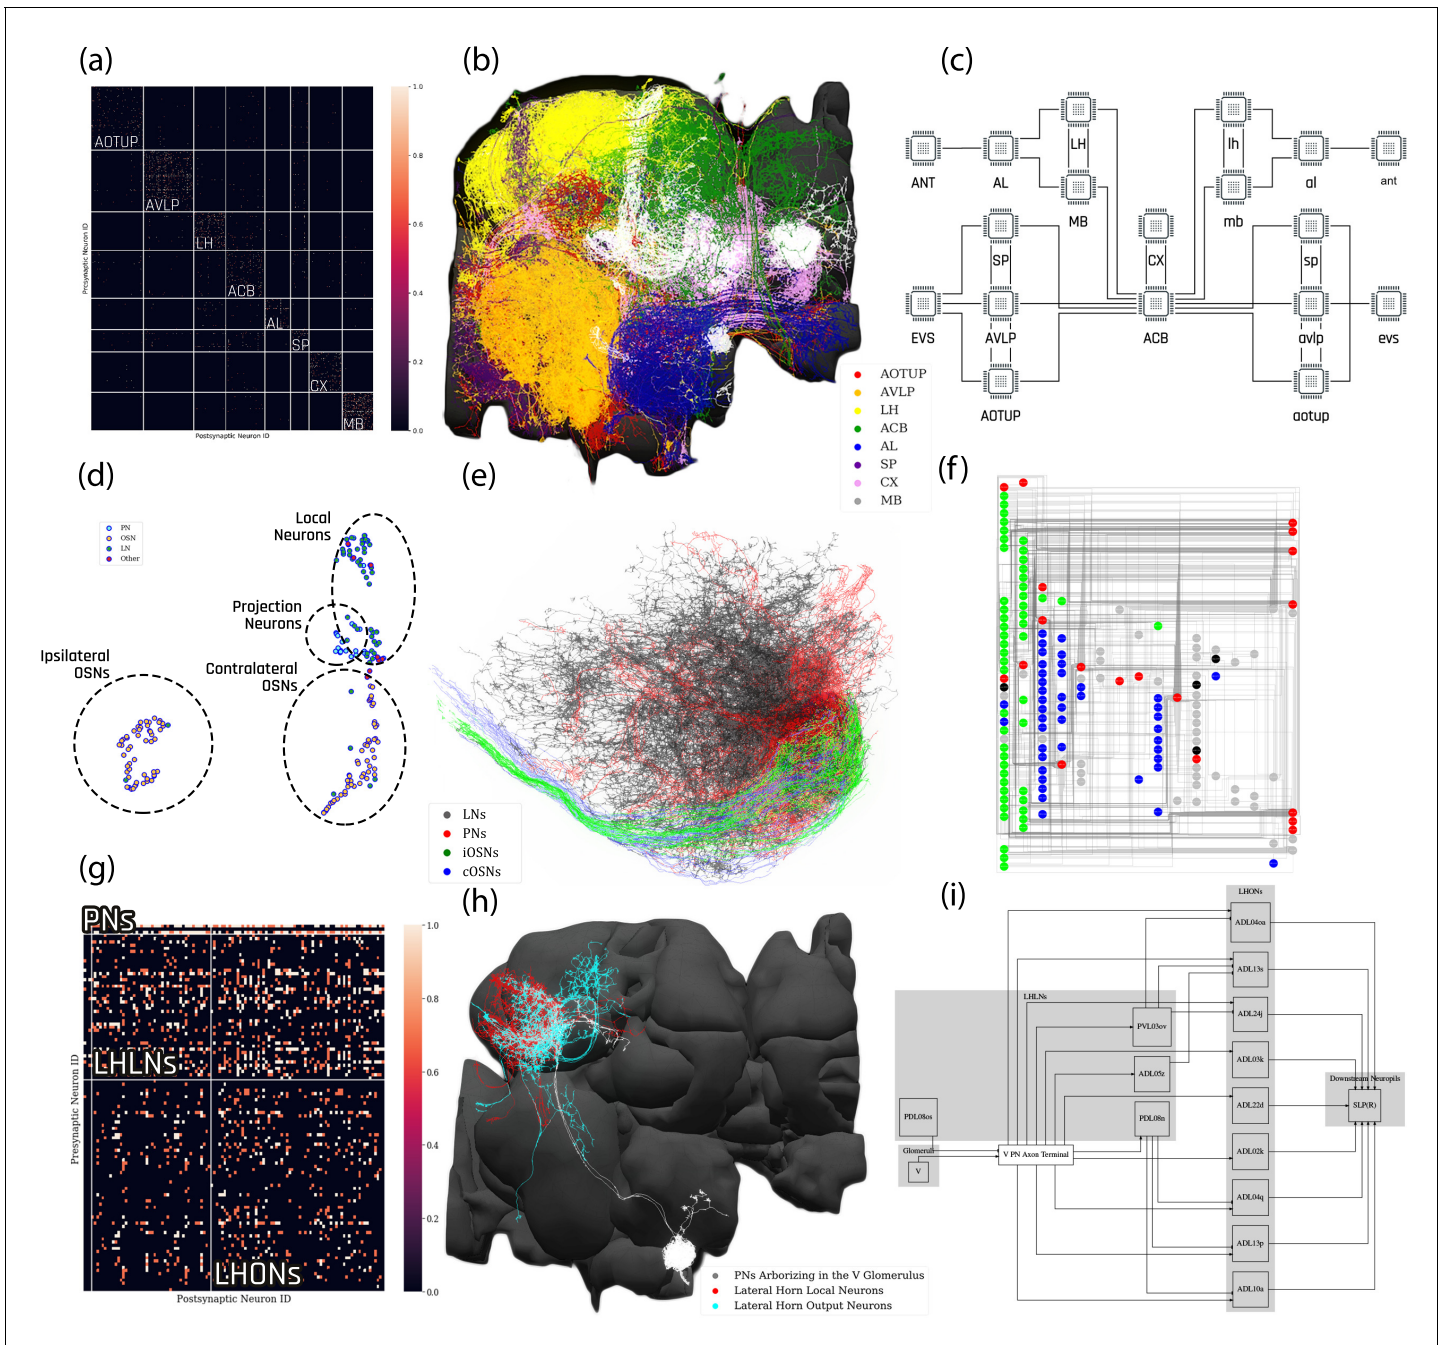 (a)
1.0
0.8
0.6
0.4
0.2
0.0
AOTUP
AVLP
LH
ACB
AL
SP
CX
MB
Presynaptic Neuron ID
Postsynaptic Neuron ID
(b)
AOTUP
AVLP
LH
ACB
AL
SP
CX
MB
(c)
ANT
AL
LH
MB
lh
mb
al
ant
SP
CX
sp
EVS
AVLP
ACB
avlp
evs
AOTUP
aotup
(d)
PN
OSN
LN
Other
Local
Neurons
Projection
Neurons
Ipsilateral
OSNs
Contralateral
OSNs
(e)
LNs
PNs
iOSNs
cOSNs
(f)
(g)
PNs
LHLNs
LHONs
1.0
0.8
0.6
0.4
0.2
0.0
Presynaptic Neuron ID
Postsynaptic Neuron ID
(h)
PNs Arborizing in the V Glomerulus
Lateral Horn Local Neurons
Lateral Horn Output Neurons
(i)
LHONs
ADL04on
ADL13s
LHLNs
ADL24j
PVL03ov
ADL03k
ADL05z
Downstream Neuropils
SLP(R)
ADL22d
PDL08os
PDL08n
Glomeruli
V
V PN Axon Terminal
ADL02k
ADL04q
ADL13p
ADL10a